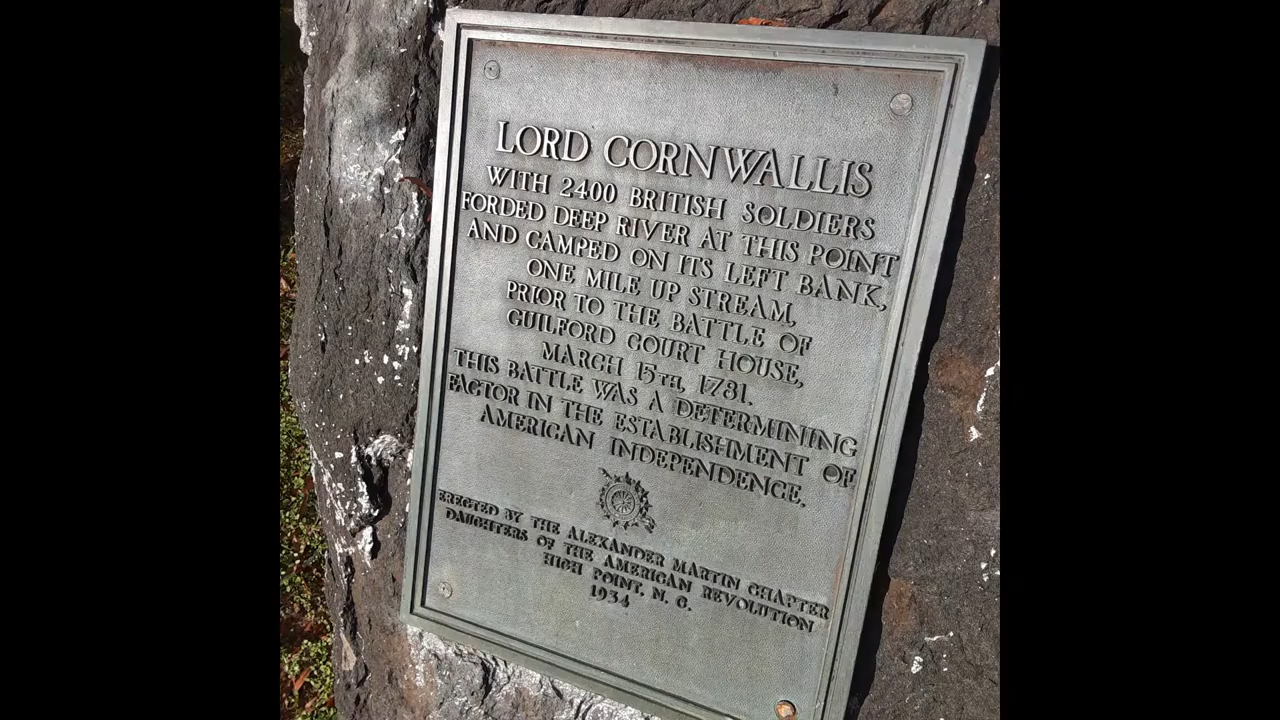 LORD CORNWALLIS
WITH 2400 BRITISH SOLDIERS
FORDED DEEP RIVER AT THIS POINT
AND CAMPED ON ITS LEFT BANK,
ONE MILE UP STREAM,
PRIOR TO THE BATTLE OF
GUILFORD COURT HOUSE,
MARCH 15TH, 1781.
THIS BATTLE WAS A DETERMINING
FACTOR IN THE ESTABLISHMENT OF
AMERICAN INDEPENDENCE.
ERECTED BY THE ALEXANDER MARTIN CHAPTER
DAUGHTERS OF THE AMERICAN REVOLUTION
HIGH POINT, N. C.
1934